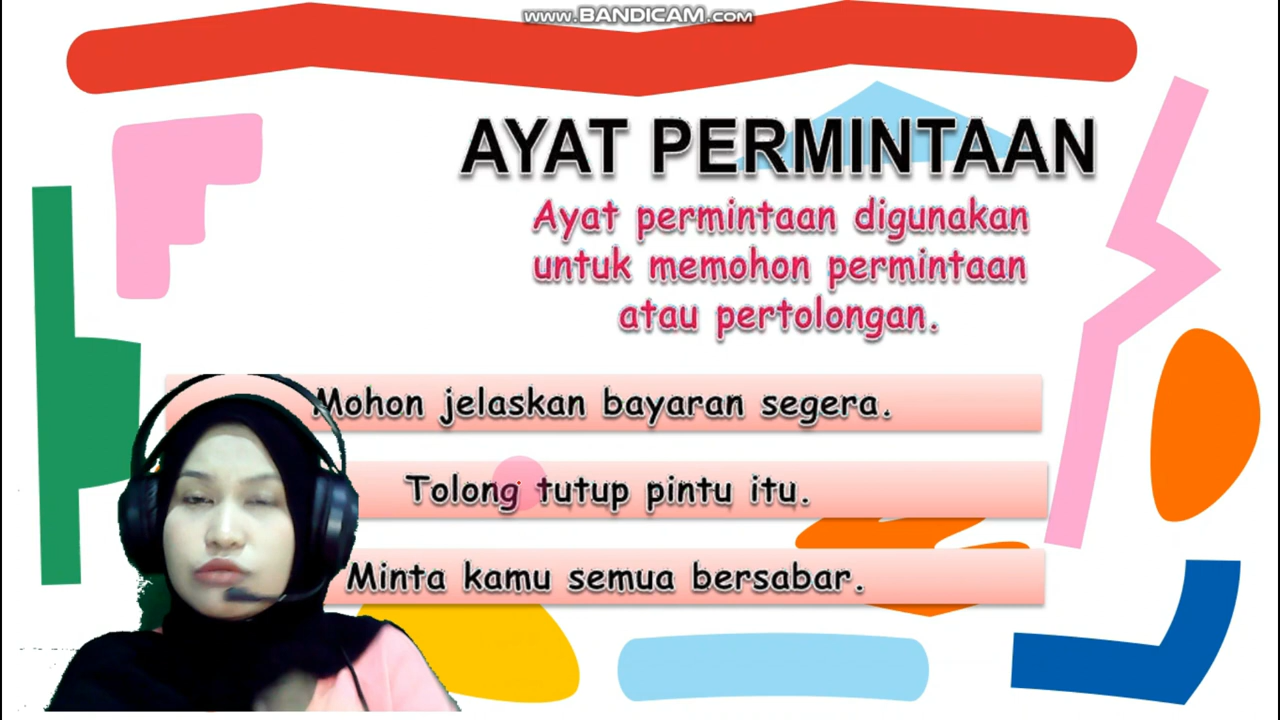 www.BANDICAM.com
AYAT PERMINTAAN
Ayat permintaan digunakan
untuk memohon permintaan
atau pertolongan.
Mohon jelaskan bayaran segera.
Tolong tutup pintu itu.
Minta kamu semua bersabar.